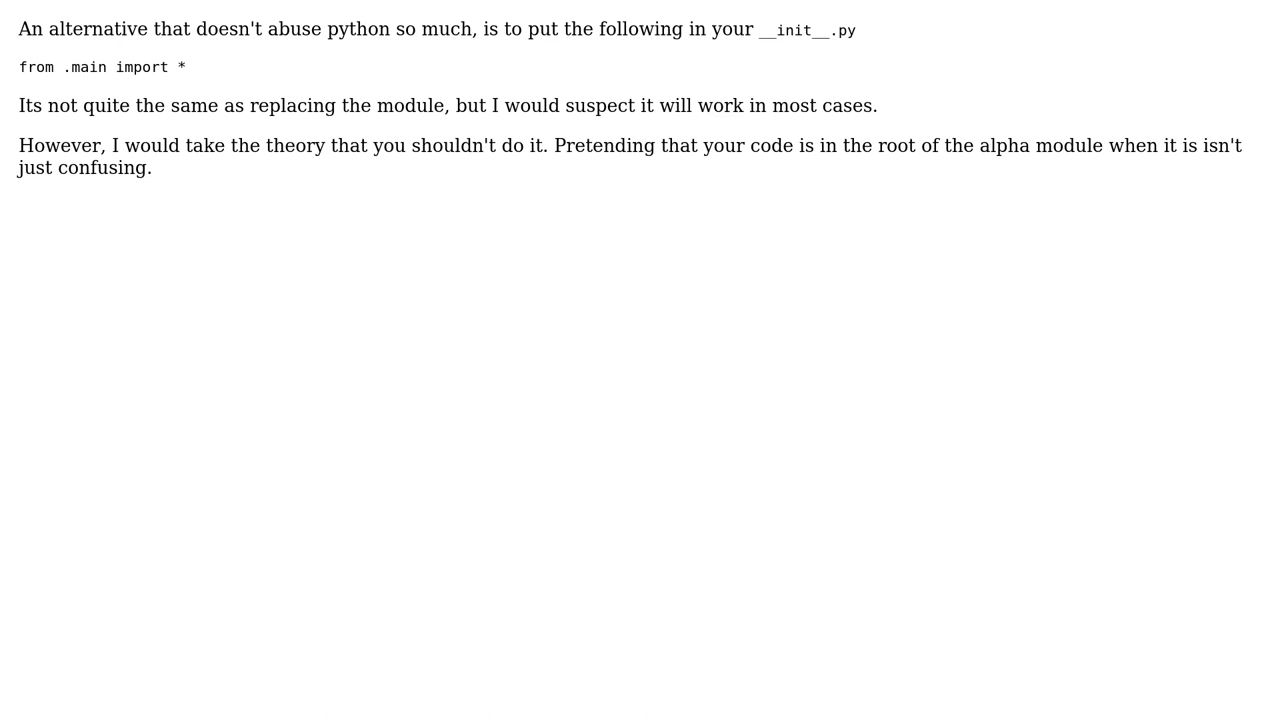 An alternative that doesn't abuse python so much, is to put the following in your __init__.py
from .main import *
Its not quite the same as replacing the module, but I would suspect it will work in most cases.
However, I would take the theory that you shouldn't do it. Pretending that your code is in the root of the alpha module when it is isn't
just confusing.